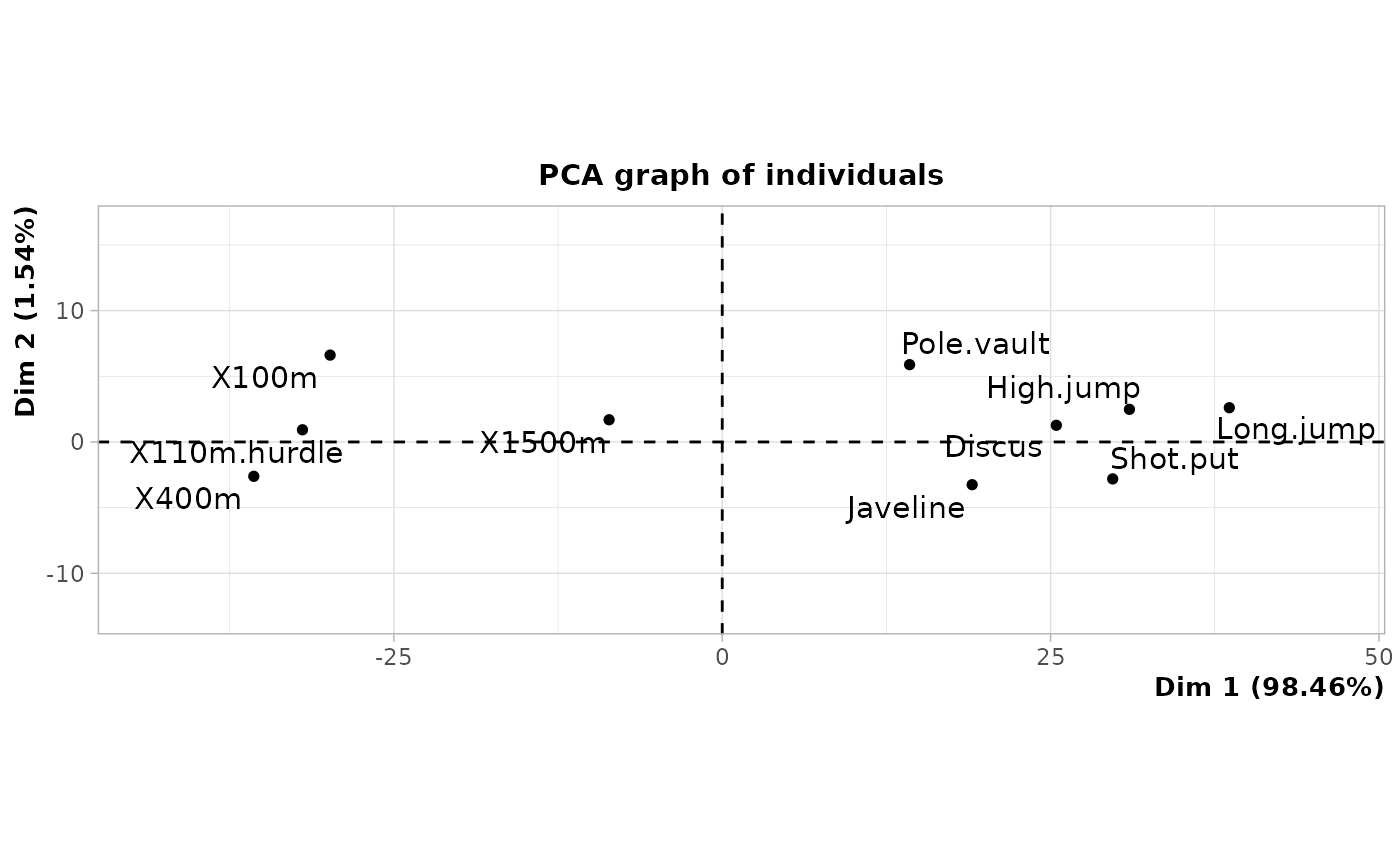 PCA graph of individuals
Dim 2 (1.54%)
10
0
-10
X100m
X110m.hurdle
X400m
X1500m
Pole.vault
High.jump
Long.jump
Discus
Shot.put
Javeline
-25
0
25
50
Dim 1 (98.46%)